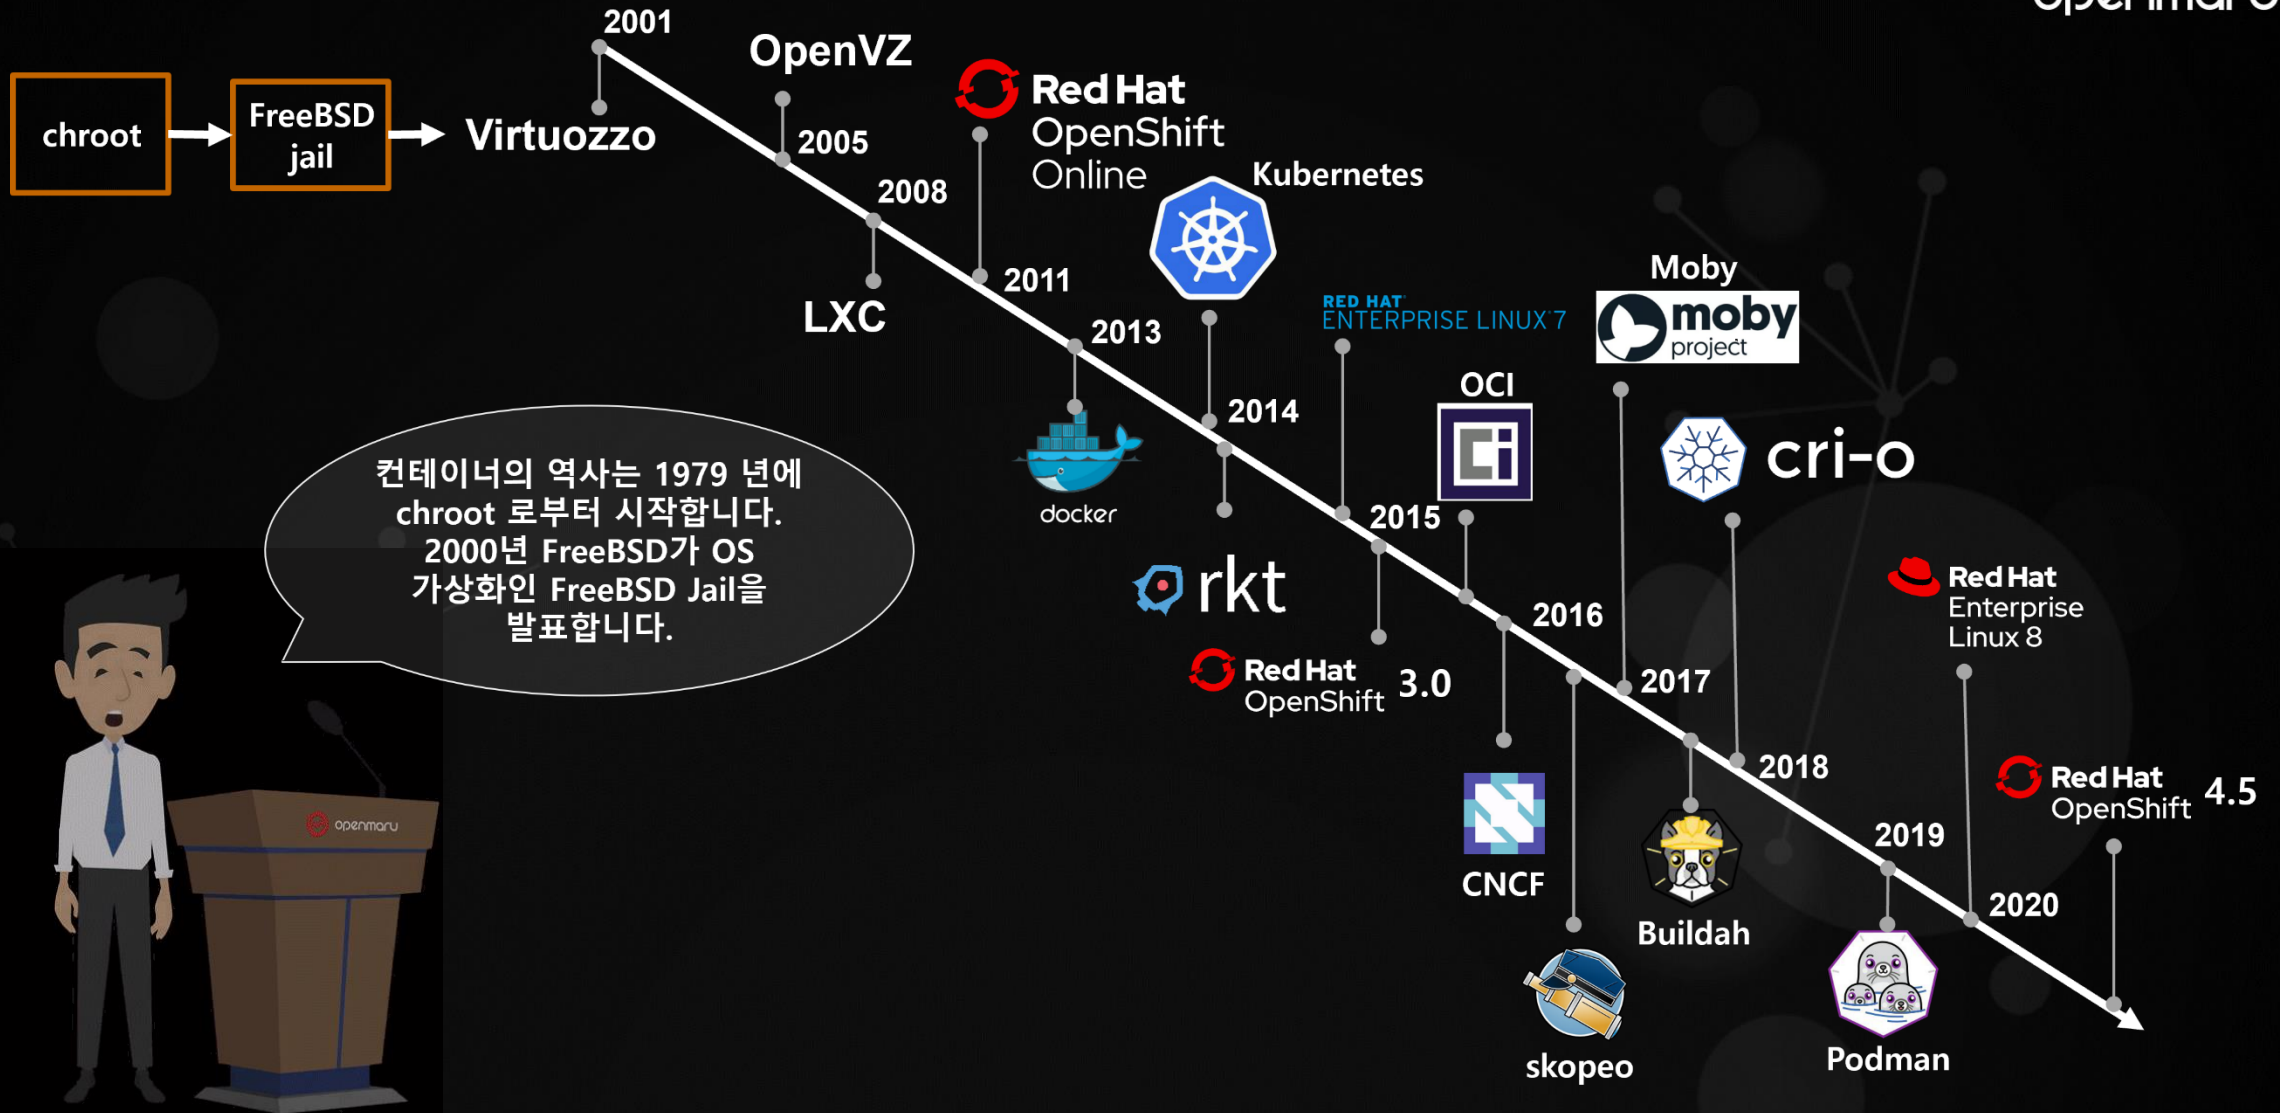 openmaru
2001
OpenVZ
chroot
FreeBSD
jail
Virtuozzo
2005
Red Hat
OpenShift
Online
2008
LXC
2011
Kubernetes
2013
docker
2014
rkt
RED HAT
ENTERPRISE LINUX 7
2015
Red Hat
OpenShift 3.0
OCI
Ci
2016
CNCF
skopeo
Moby
moby
project
2017
Buildah
cri-o
2018
2019
Podman
Red Hat
Enterprise
Linux 8
2020
Red Hat
OpenShift 4.5
컨테이너의 역사는 1979 년에
chroot 로부터 시작합니다.
2000년 FreeBSD가 OS
가상화인 FreeBSD Jail을
발표합니다.
openmaru